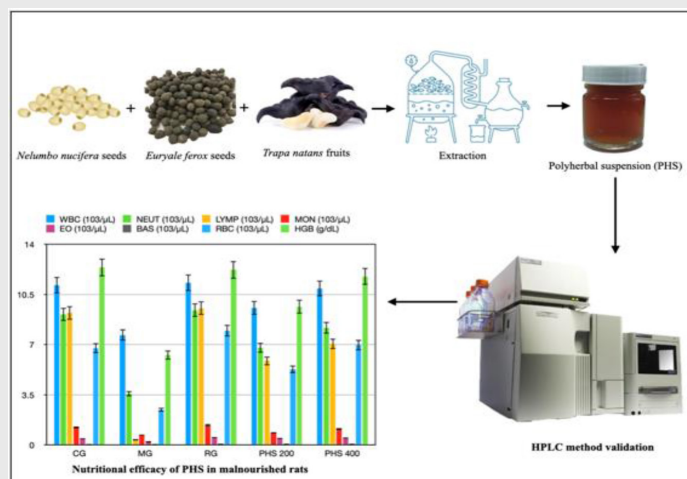 Nelumbo nucifera seeds
Euryale ferox seeds
Trapa natans fruits
Extraction
Polyherbal suspension (PHS)
WBC (103/μL) NEUT (103/μL) LYMP (103/μL) MON (103/μL)
EO (103/μL) BAS (103/μL) RBC (103/μL) HGB (g/dL)
14
10.5
7
3.5
0
CG MG RG PHS 200 PHS 400
Nutritional efficacy of PHS in malnourished rats
HPLC method validation